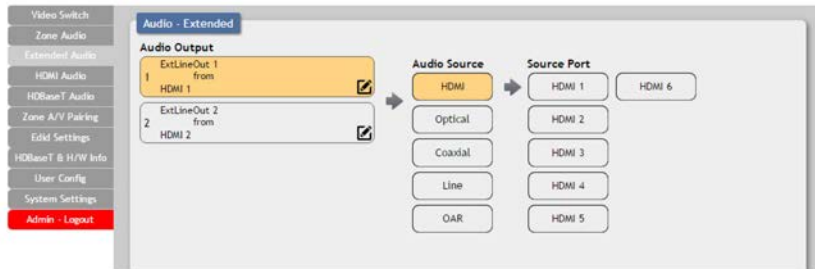 Video Switch
Zone Audio
Extended Audio
HDMI Audio
HDBaseT Audio
Zone A/V Pairing
Edid Settings
HDBaseT & H/W Info
User Config
System Settings
Admin - Logout
Audio - Extended
Audio Output
1 ExtLineOut 1
from
HDMI 1
2 ExtLineOut 2
from
HDMI 2
Audio Source
HDMI
Optical
Coaxial
Line
OAR
Source Port
HDMI 1 HDMI 6
HDMI 2
HDMI 3
HDMI 4
HDMI 5